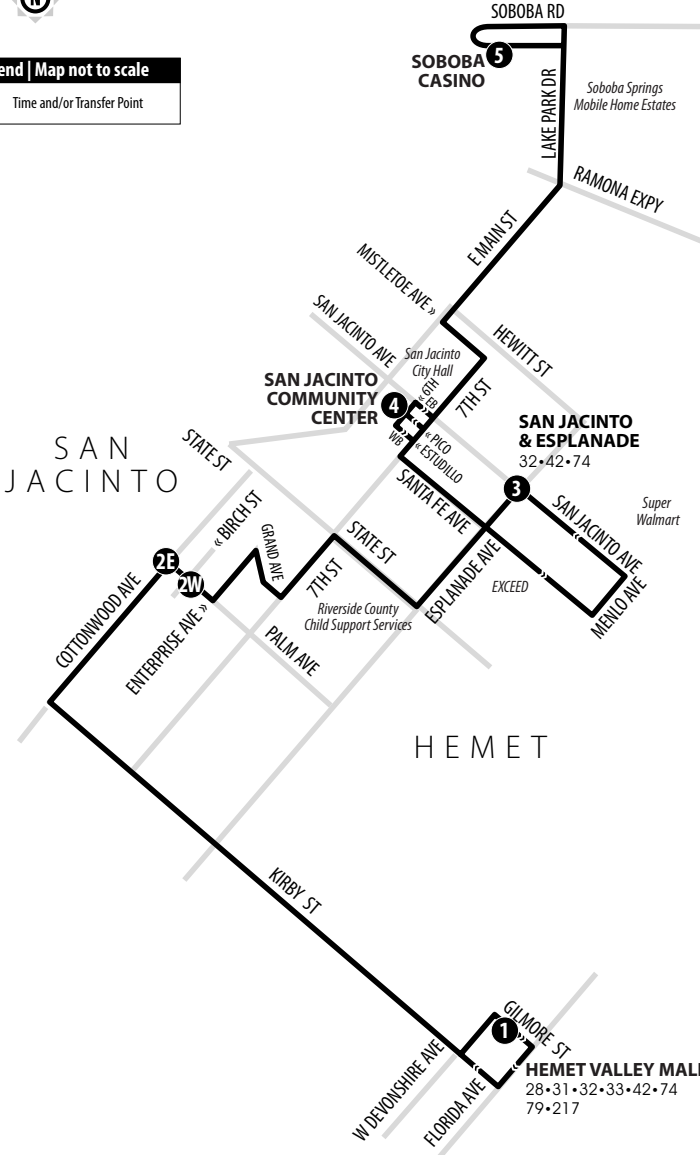 N
end | Map not to scale
Time and/or Transfer Point
SOBOBA RD
5
SOBOBA
CASINO
LAKE PARK DR
Soboba Springs
Mobile Home Estates
RAMONA EXPY
E MAIN ST
MISTLETOE AVE »
SAN JACINTO AVE
HEWITT ST
San Jacinto
City Hall
SAN JACINTO
COMMUNITY
CENTER
4
« 6TH
EB
7TH ST
WB
« PICO
« ESTUDILLO
SAN JACINTO
& ESPLANADE
32•42•74
3
SAN
JACINTO
STATE ST
SANTA FE AVE
SAN JACINTO AVE
Super
Walmart
« BIRCH ST
GRAND AVE
STATE ST
7TH ST
ESPLANADE AVE
EXCEED
MENLO AVE
2E
2W
COTTONWOOD AVE
ENTERPRISE AVE »
Riverside County
Child Support Services
PALM AVE
HEMET
KIRBY ST
GILMORE ST
1
W DEVONSHIRE AVE
FLORIDA AVE
HEMET VALLEY MALL
28•31•32•33•42•74
79•217